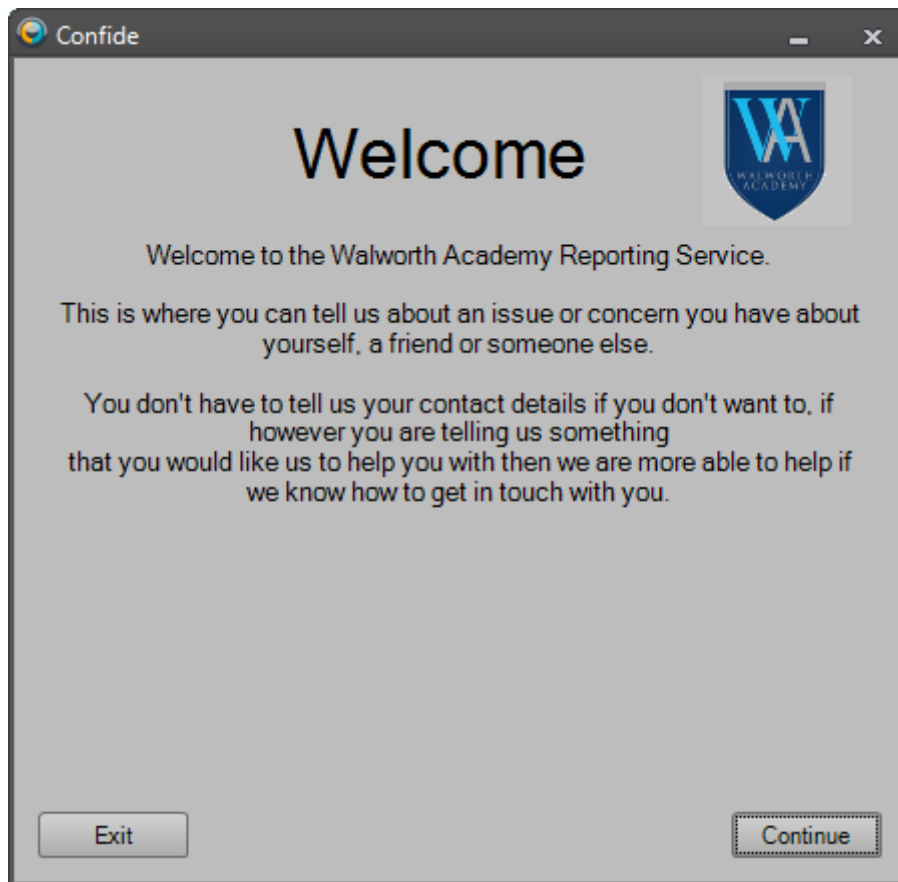 Confide
Welcome
WA
WALWORTH
ACADEMY
Welcome to the Walworth Academy Reporting Service.
This is where you can tell us about an issue or concern you have about
yourself, a friend or someone else.
You don't have to tell us your contact details if you don't want to, if
however you are telling us something
that you would like us to help you with then we are more able to help if
we know how to get in touch with you.
Exit
Continue